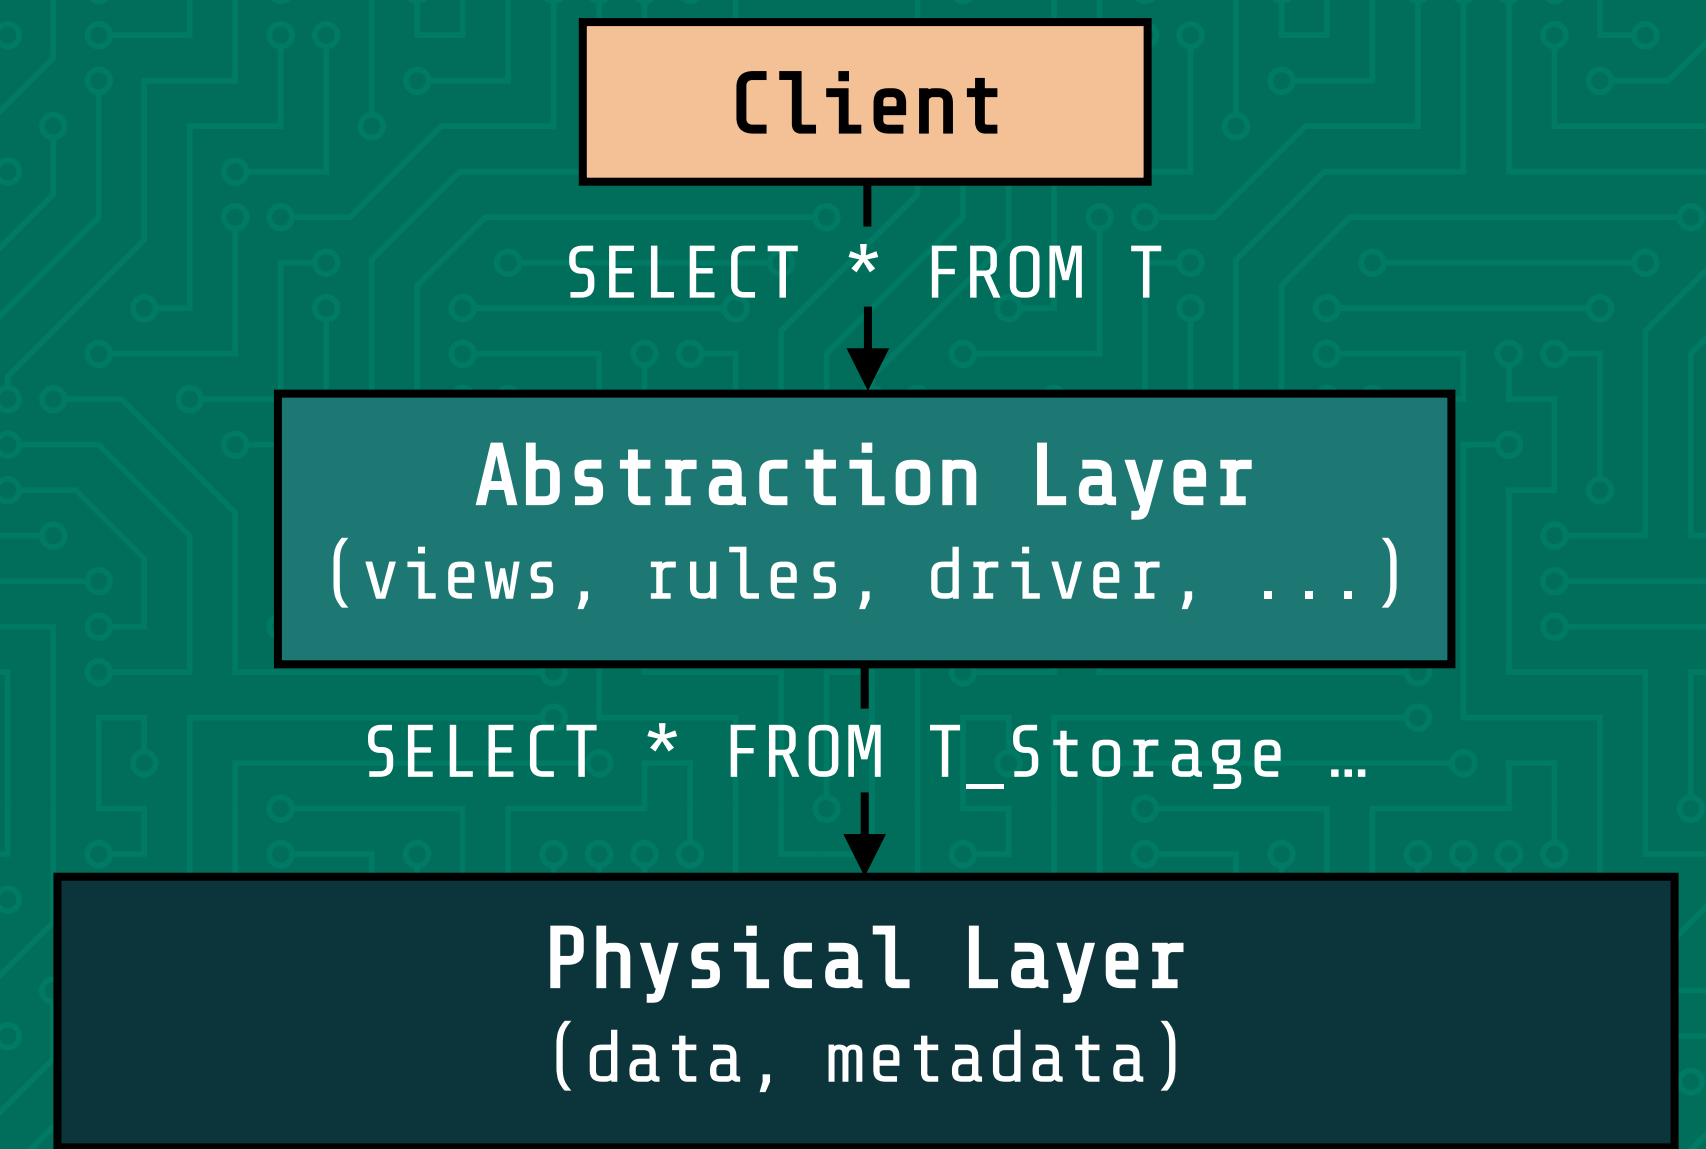 Client
SELECT * FROM T
Abstraction Layer
(views, rules, driver, ...)
SELECT * FROM T_Storage …
Physical Layer
(data, metadata)